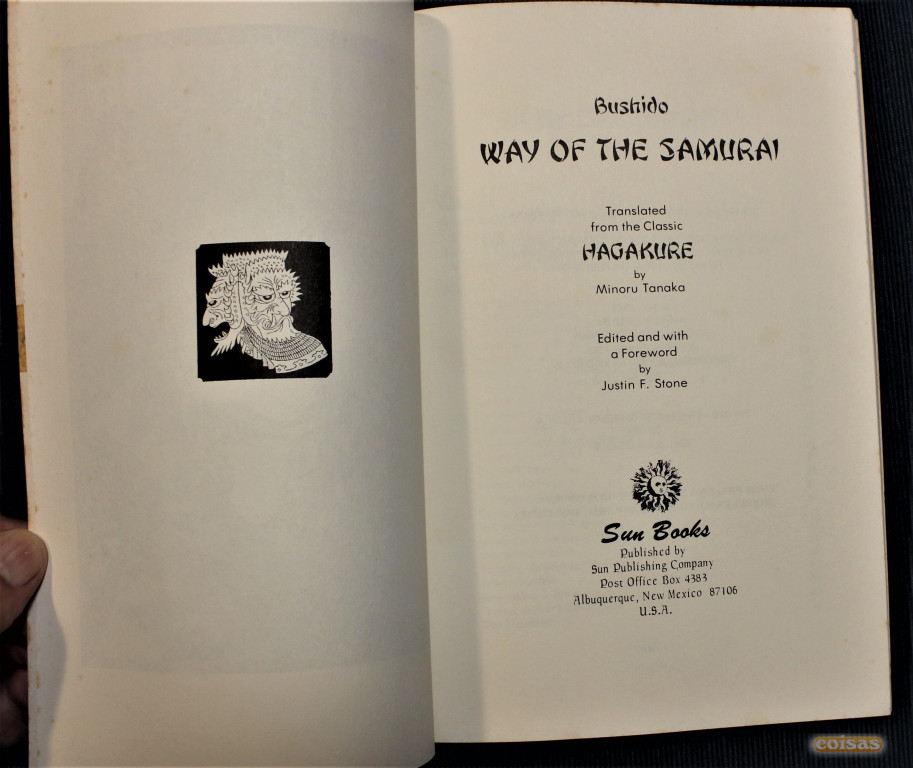 Bushido
WAY OF THE SAMURAI
Translated
from the Classic
HAGAKURE
by
Minoru Tanaka
Edited and with
a Foreword
by
Justin F. Stone
Sun Books
Published by
Sun Publishing Company
Post Office Box 4383
Albuquerque, New Mexico 87106
U.S.A.
coisas